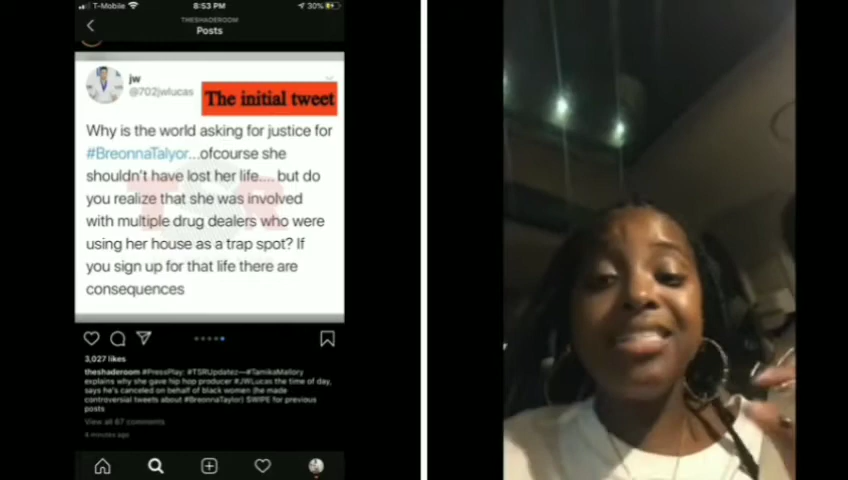 T-Mobile 8:53 PM 30%
THESHADEROOM
Posts
jw
@702jwlucas
The initial tweet
Why is the world asking for justice for
#BreonnaTalyor...ofcourse she
shouldn't have lost her life.... but do
you realize that she was involved
with multiple drug dealers who were
using her house as a trap spot? If
you sign up for that life there are
consequences
TSR
3,027 likes
theshaderoom #PressPlay: #TSRUpdatez—#TamikaMallory
explains why she gave hip hop producer #JWLucas the time of day,
says he's canceled on behalf of black women (he made
controversial tweets about #BreonnaTaylor) SWIPE for previous
posts
View all 67 comments
4 minutes ago